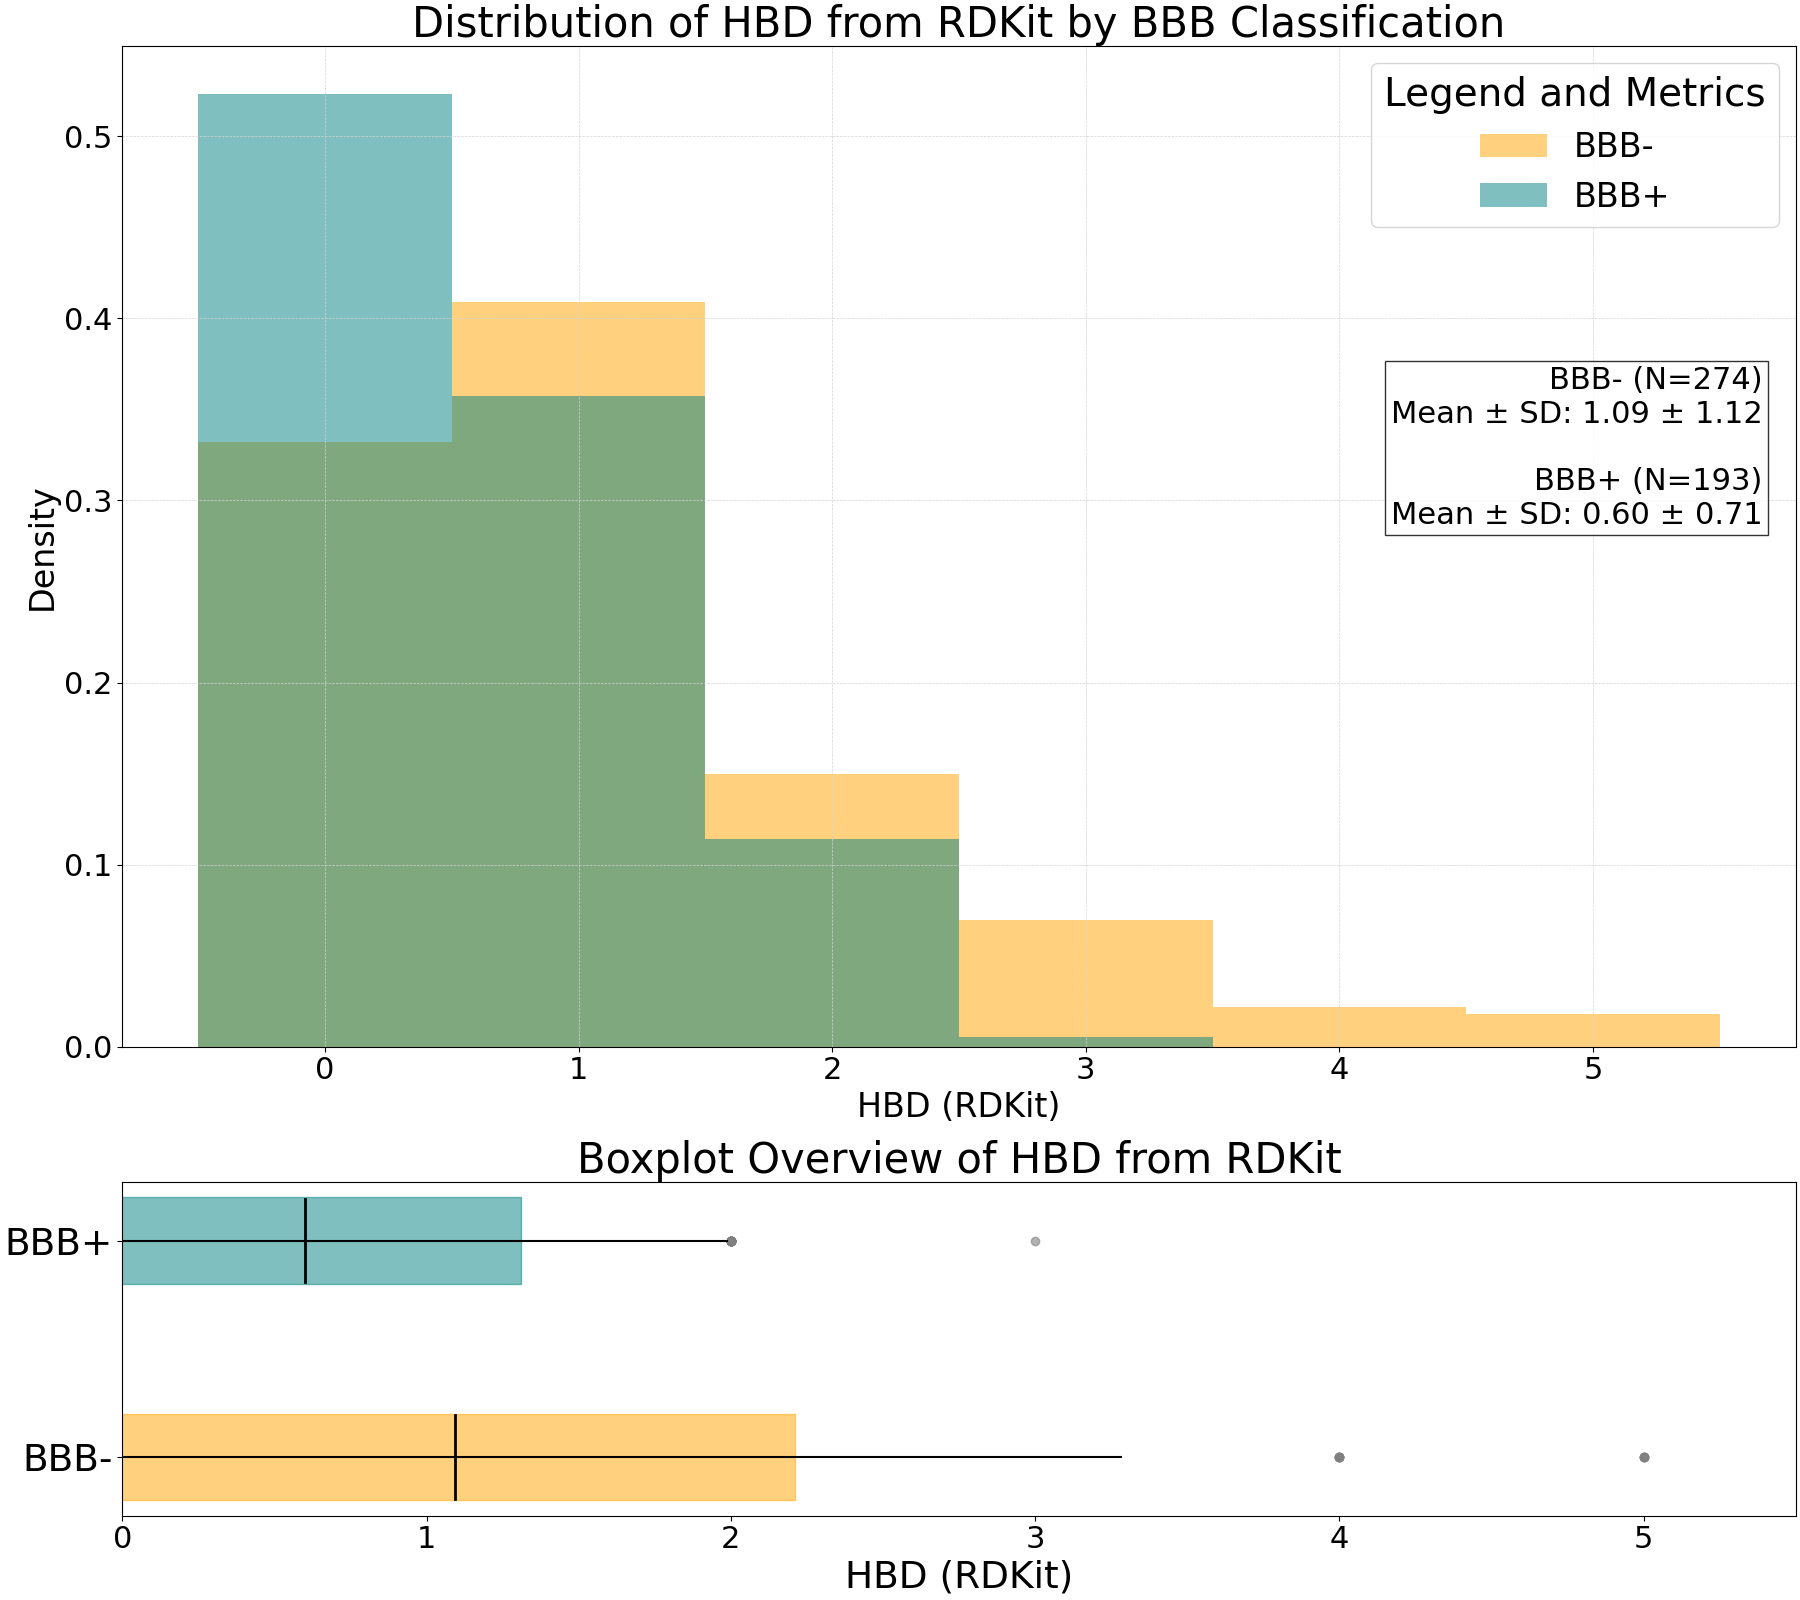 Distribution of HBD from RDKit by BBB Classification
Legend and Metrics
BBB-
BBB+
BBB- (N=274)
Mean ± SD: 1.09 ± 1.12
BBB+ (N=193)
Mean ± SD: 0.60 ± 0.71
Density
0.5
0.4
0.3
0.2
0.1
0.0
0 1 2 3 4 5
HBD (RDKit)
Boxplot Overview of HBD from RDKit
BBB+
BBB-
0 1 2 3 4 5
HBD (RDKit)